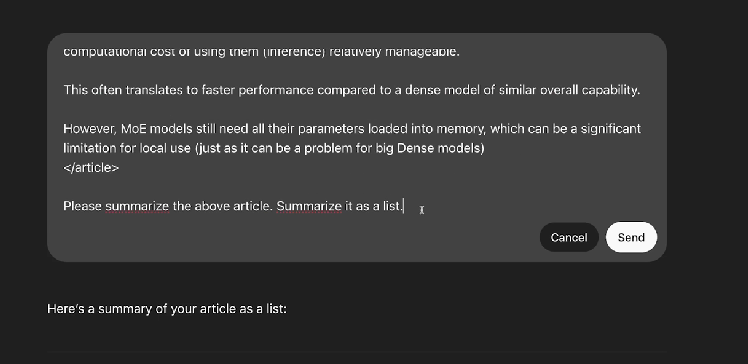 computational cost of using them (inference) relatively manageable.
This often translates to faster performance compared to a dense model of similar overall capability.
However, MoE models still need all their parameters loaded into memory, which can be a significant
limitation for local use (just as it can be a problem for big Dense models)
</article>
Please summarize the above article. Summarize it as a list.
Cancel Send
Here's a summary of your article as a list: